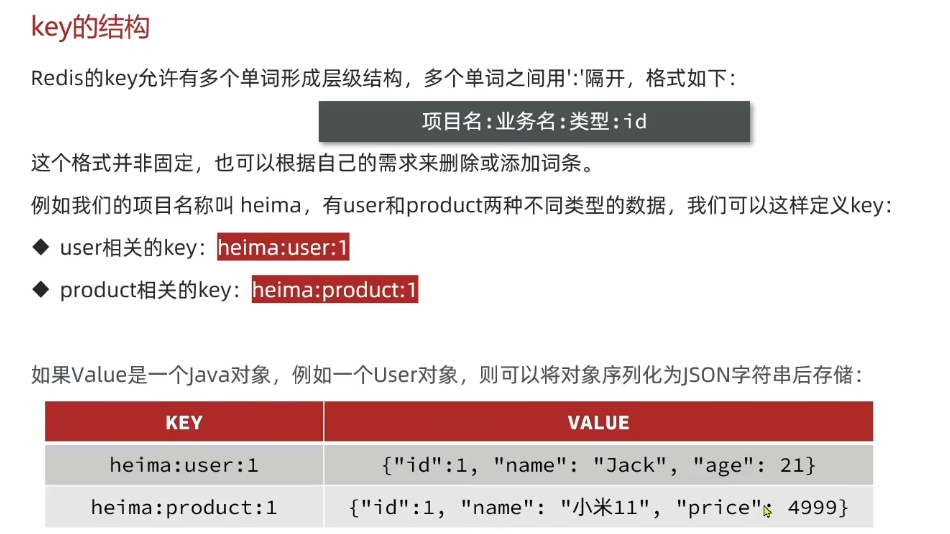 key的结构
Redis的key允许有多个单词形成层级结构，多个单词之间用':'隔开，格式如下：
项目名:业务名:类型:id
这个格式并非固定，也可以根据自己的需求来删除或添加词条。
例如我们的项目名称叫 heima，有user和product两种不同类型的数据，我们可以这样定义key：
◆ user相关的key：heima:user:1
◆ product相关的key：heima:product:1
如果Value是一个Java对象，例如一个User对象，则可以将对象序列化为JSON字符串后存储：
KEY VALUE
heima:user:1 {"id":1, "name": "Jack", "age": 21}
heima:product:1 {"id":1, "name": "小米11", "price": 4999}